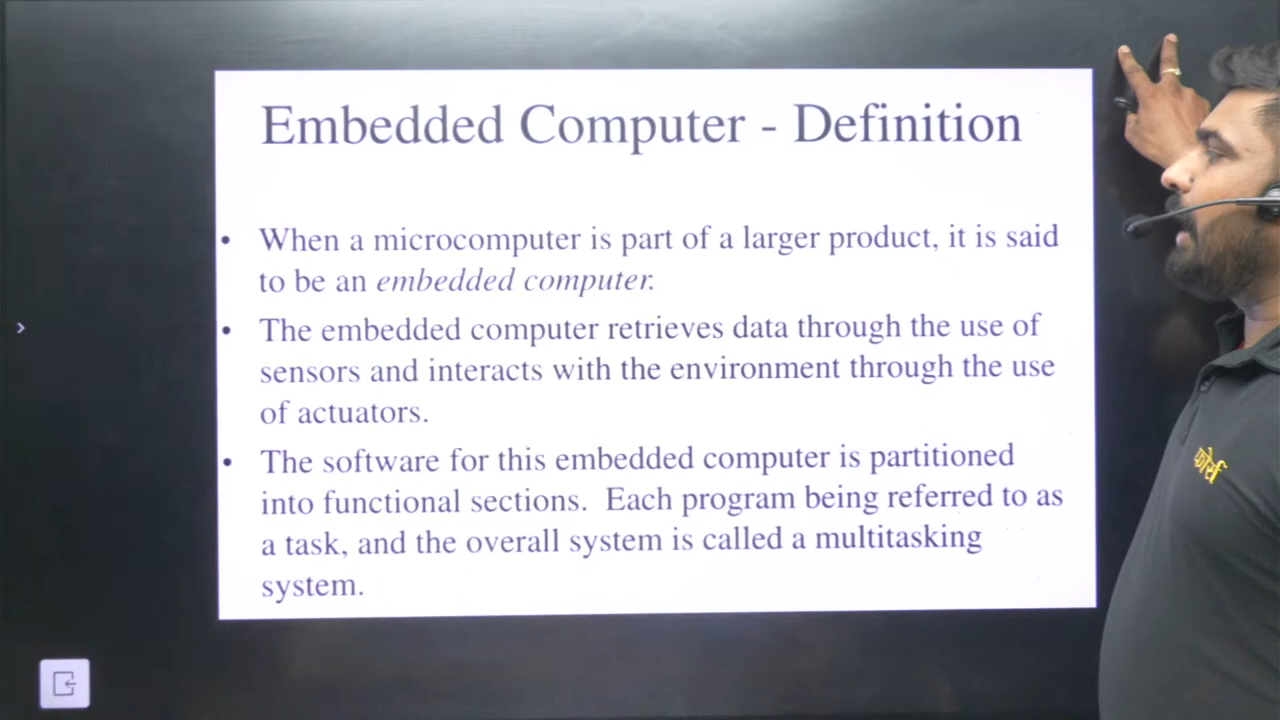 Embedded Computer - Definition
• When a microcomputer is part of a larger product, it is said
to be an embedded computer.
• The embedded computer retrieves data through the use of
sensors and interacts with the environment through the use
of actuators.
• The software for this embedded computer is partitioned
into functional sections. Each program being referred to as
a task, and the overall system is called a multitasking
system.